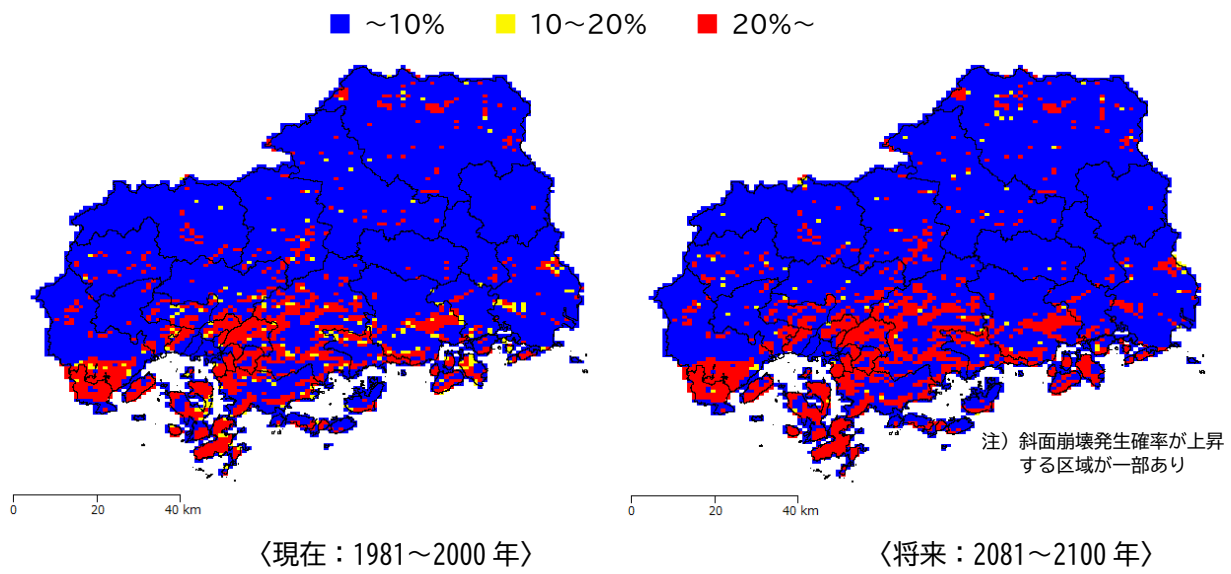 ～10% 10～20% 20%～
注）斜面崩壊発生確率が上昇
する区域が一部あり
0 20 40 km
0 20 40 km
〈現在：1981～2000 年〉
〈将来：2081～2100 年〉